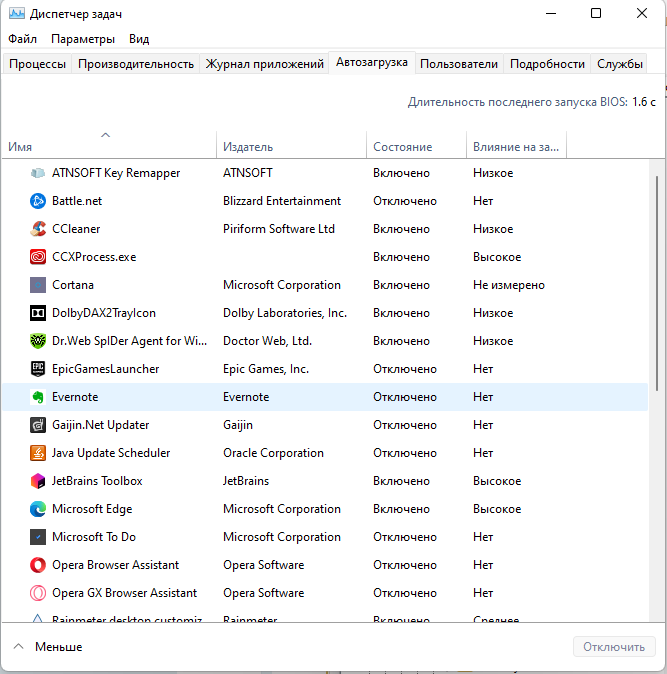 Диспетчер задач
Файл Параметры Вид
Процессы Производительность Журнал приложений Автозагрузка Пользователи Подробности Службы
Длительность последнего запуска BIOS: 1.6 с
Имя Издатель Состояние Влияние на за...
ATNSOFT Key Remapper ATNSOFT Включено Низкое
Battle.net Blizzard Entertainment Отключено Нет
CCleaner Piriform Software Ltd Включено Низкое
CCXProcess.exe Включено Высокое
Cortana Microsoft Corporation Включено Не измерено
DolbyDAX2TrayIcon Dolby Laboratories, Inc. Включено Низкое
Dr.Web SpIDer Agent for Wi... Doctor Web, Ltd. Включено Низкое
EpicGamesLauncher Epic Games, Inc. Отключено Нет
Evernote Evernote Отключено Нет
Gaijin.Net Updater Gaijin Отключено Нет
Java Update Scheduler Oracle Corporation Отключено Нет
JetBrains Toolbox JetBrains Включено Высокое
Microsoft Edge Microsoft Corporation Включено Высокое
Microsoft To Do Microsoft Corporation Отключено Нет
Opera Browser Assistant Opera Software Отключено Нет
Opera GX Browser Assistant Opera Software Отключено Нет
Rainmeter desktop customiz Rainmeter Включено Среднее
Меньше Отключить